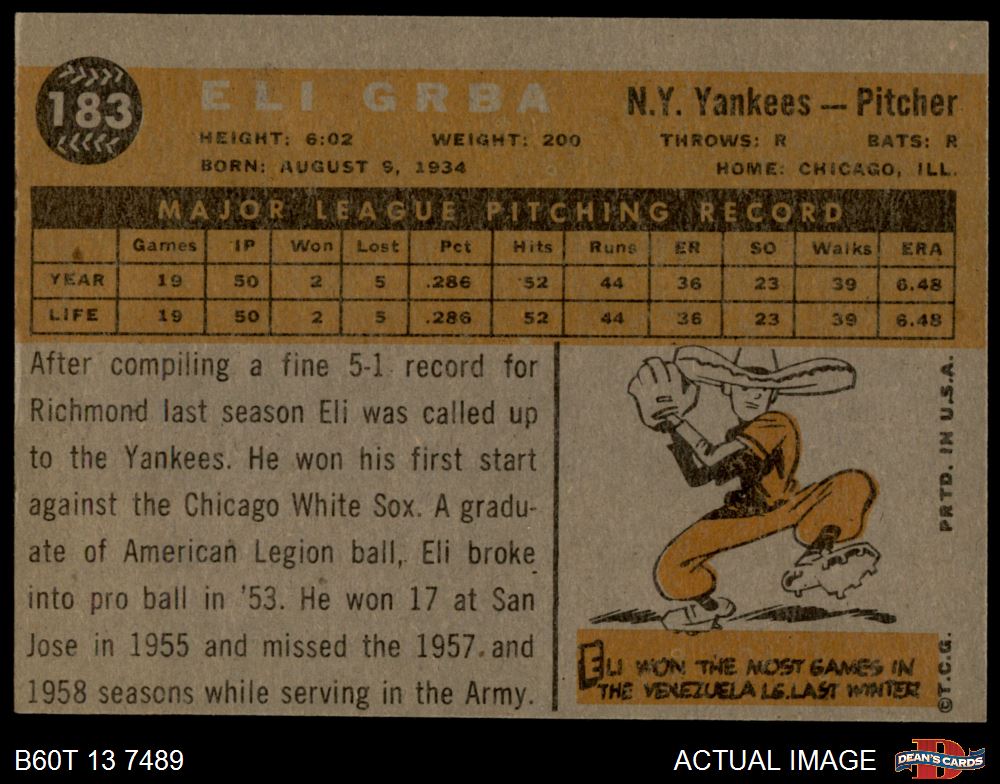 183
ELI GRBA
N.Y. Yankees — Pitcher
HEIGHT: 6:02 WEIGHT: 200 THROWS: R BATS: R
BORN: AUGUST 9, 1934 HOME: CHICAGO, ILL.
MAJOR LEAGUE PITCHING RECORD
Games IP Won Lost Pct Hits Runs ER SO Walks ERA
YEAR 19 50 2 5 .286 52 44 36 23 39 6.48
LIFE 19 50 2 5 .286 52 44 36 23 39 6.48
After compiling a fine 5-1 record for
Richmond last season Eli was called up
to the Yankees. He won his first start
against the Chicago White Sox. A gradu-
ate of American Legion ball, Eli broke
into pro ball in '53. He won 17 at San
Jose in 1955 and missed the 1957 and
1958 seasons while serving in the Army.
ELI WON THE MOST GAMES IN
THE VENEZUELA LG. LAST WINTER!
©T.C.G. PRTD. IN U.S.A.
B60T 13 7489
ACTUAL IMAGE
D
DEAN'S CARDS